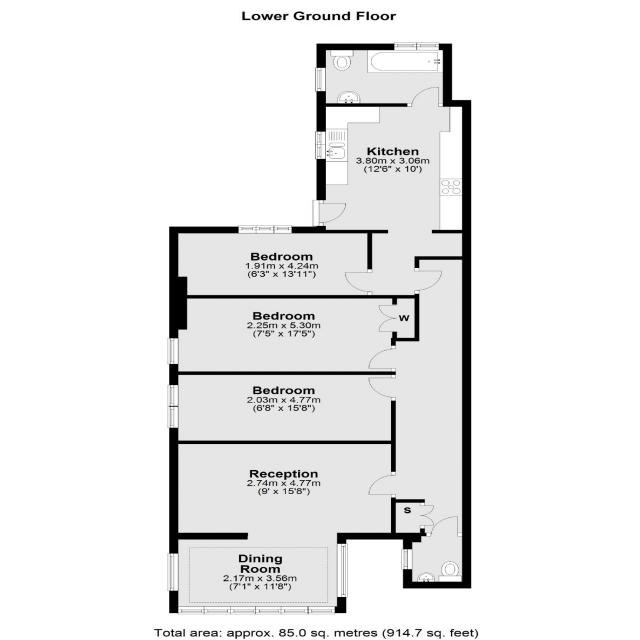 Lower Ground Floor
Kitchen
3.80m x 3.06m
(12'6" x 10')
Bedroom
1.91m x 4.24m
(6'3" x 13'11")
Bedroom
2.25m x 5.30m
(7'5" x 17'5")
W
Bedroom
2.03m x 4.77m
(6'8" x 15'8")
Reception
2.74m x 4.77m
(9' x 15'8")
S
Dining
Room
2.17m x 3.56m
(7'1" x 11'8")
Total area: approx. 85.0 sq. metres (914.7 sq. feet)